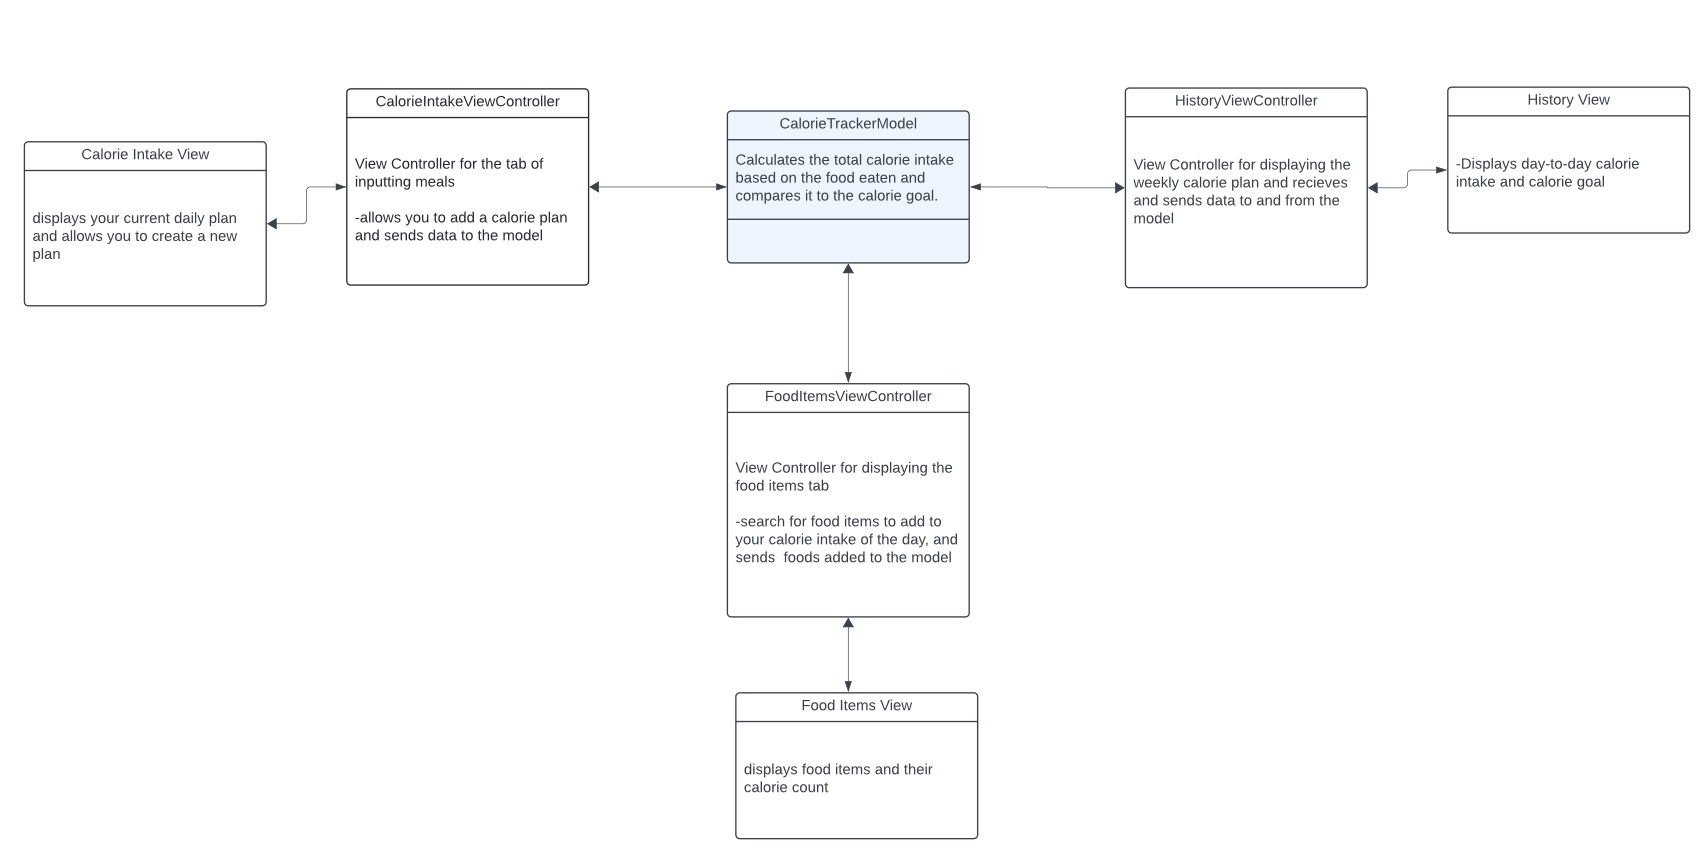 Calorie Intake View
displays your current daily plan
and allows you to create a new
plan
CalorieIntakeViewController
View Controller for the tab of
inputting meals
-allows you to add a calorie plan
and sends data to the model
CalorieTrackerModel
Calculates the total calorie intake
based on the food eaten and
compares it to the calorie goal.
HistoryViewController
View Controller for displaying the
weekly calorie plan and recieves
and sends data to and from the
model
History View
-Displays day-to-day calorie
intake and calorie goal
FoodItemsViewController
View Controller for displaying the
food items tab
-search for food items to add to
your calorie intake of the day, and
sends  foods added to the model
Food Items View
displays food items and their
calorie count